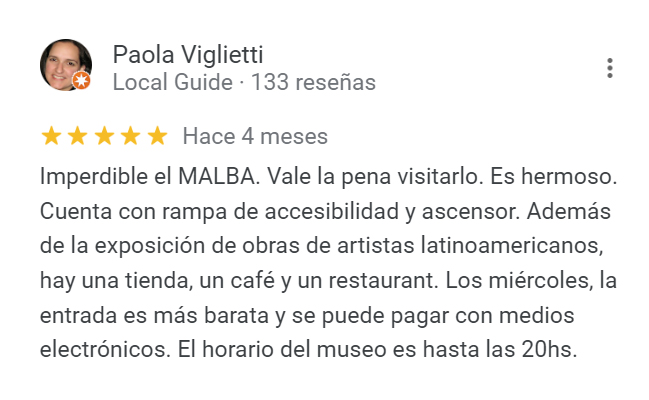 Paola Viglietti
Local Guide · 133 reseñas
Hace 4 meses
Imperdible el MALBA. Vale la pena visitarlo. Es hermoso.
Cuenta con rampa de accesibilidad y ascensor. Además
de la exposición de obras de artistas latinoamericanos,
hay una tienda, un café y un restaurant. Los miércoles, la
entrada es más barata y se puede pagar con medios
electrónicos. El horario del museo es hasta las 20hs.